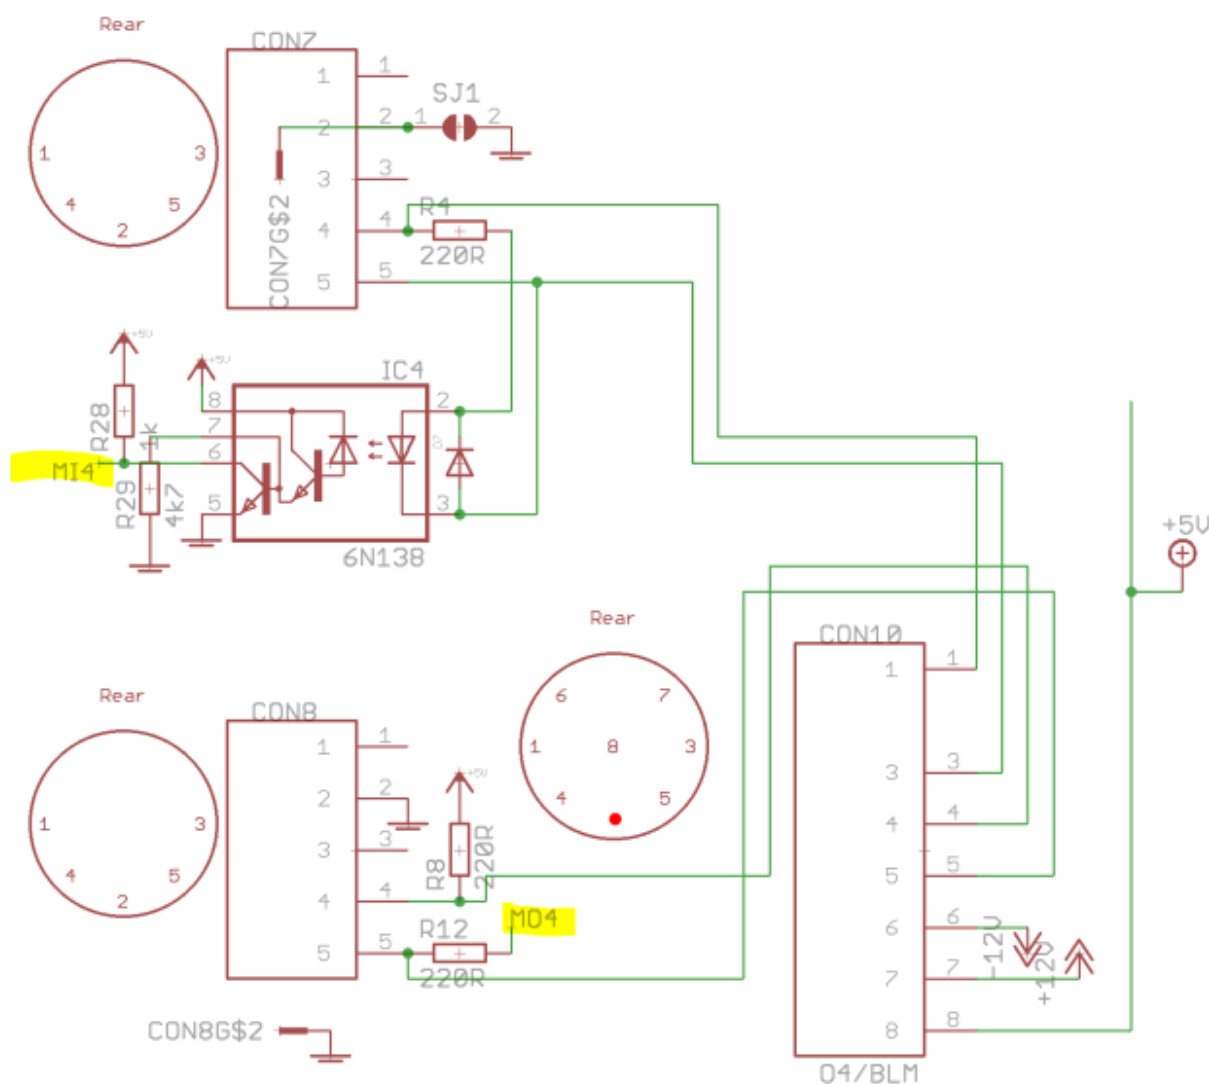 Rear
CON7
1 1
SJ1
2 2 1 2
1 3
3 3
4 5
2
CON7G$2
R4
4 4
220R
5 5
+5V
+5V
IC4
R28
1k
8
7
6
5
2
3
D7
MI4
R29
4k7
6N138
+5V
Rear
CON10
1 1
Rear
6 7
1 8 3
4 5
CON8
1 1
2 2
3 3
4 4
5 5
1 3
4 5
2
+5V
R8
220R
MO4
R12
220R
3 3
4 4
5 5
6 6
-12V
7 7
+12V
8 8
CON8G$2
O4/BLM